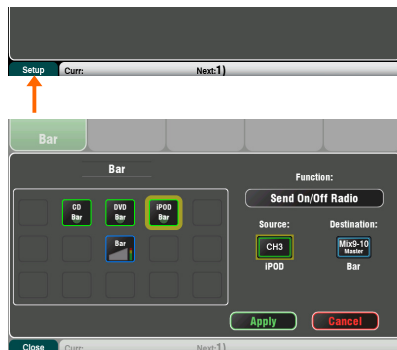 Setup Curr: Next:1)
Bar
Bar
Function:
Send On/Off Radio
CD Bar
DVD Bar
iPOD Bar
Bar
Source: Destination:
CH3
Mix9-10 Master
iPOD Bar
Apply Cancel
Close Curr: Next:1)